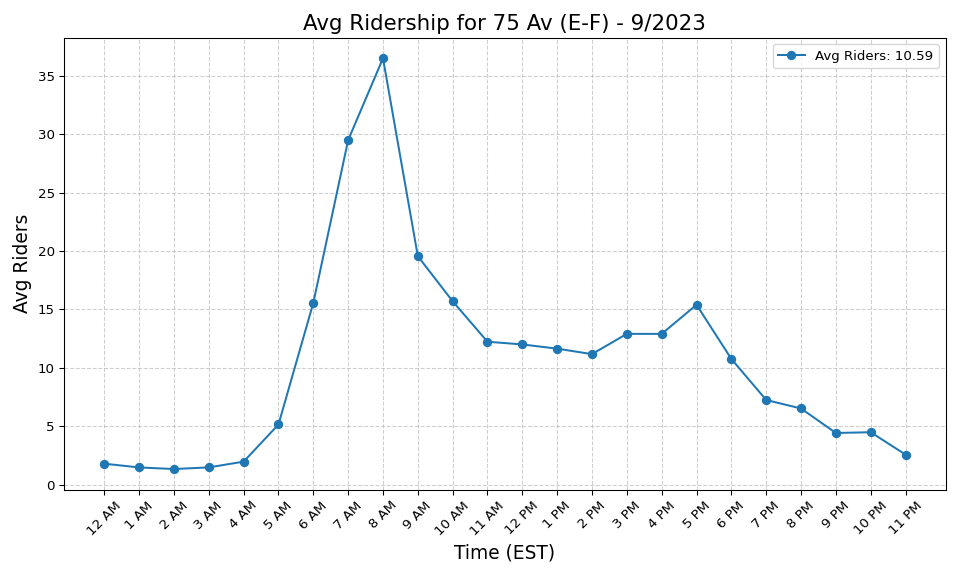 Avg Ridership for 75 Av (E-F) - 9/2023
Avg Riders: 10.59
Avg Riders
35
30
25
20
15
10
5
0
12 AM
1 AM
2 AM
3 AM
4 AM
5 AM
6 AM
7 AM
8 AM
9 AM
10 AM
11 AM
12 PM
1 PM
2 PM
3 PM
4 PM
5 PM
6 PM
7 PM
8 PM
9 PM
10 PM
11 PM
Time (EST)